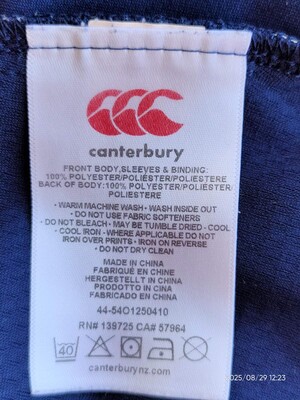 canterbury
FRONT BODY,SLEEVES & BINDING:
100% POLYESTER/POLIÉSTER/POLIESTERE
BACK OF BODY:100% POLYESTER/POLIÉSTER/
POLIESTERE
· WARM MACHINE WASH · WASH INSIDE OUT
· DO NOT USE FABRIC SOFTENERS
· DO NOT BLEACH · MAY BE TUMBLE DRIED - COOL
· COOL IRON · WHERE APPLICABLE DO NOT
IRON OVER PRINTS · IRON ON REVERSE
· DO NOT DRY CLEAN
MADE IN CHINA
FABRIQUÉ EN CHINE
HERGESTELLT IN CHINA
PRODOTTO IN CINA
FABRICADO EN CHINA
44-54O1250410
RN# 139725 CA# 57964
40
canterburynz.com
2025/08/29 12:23